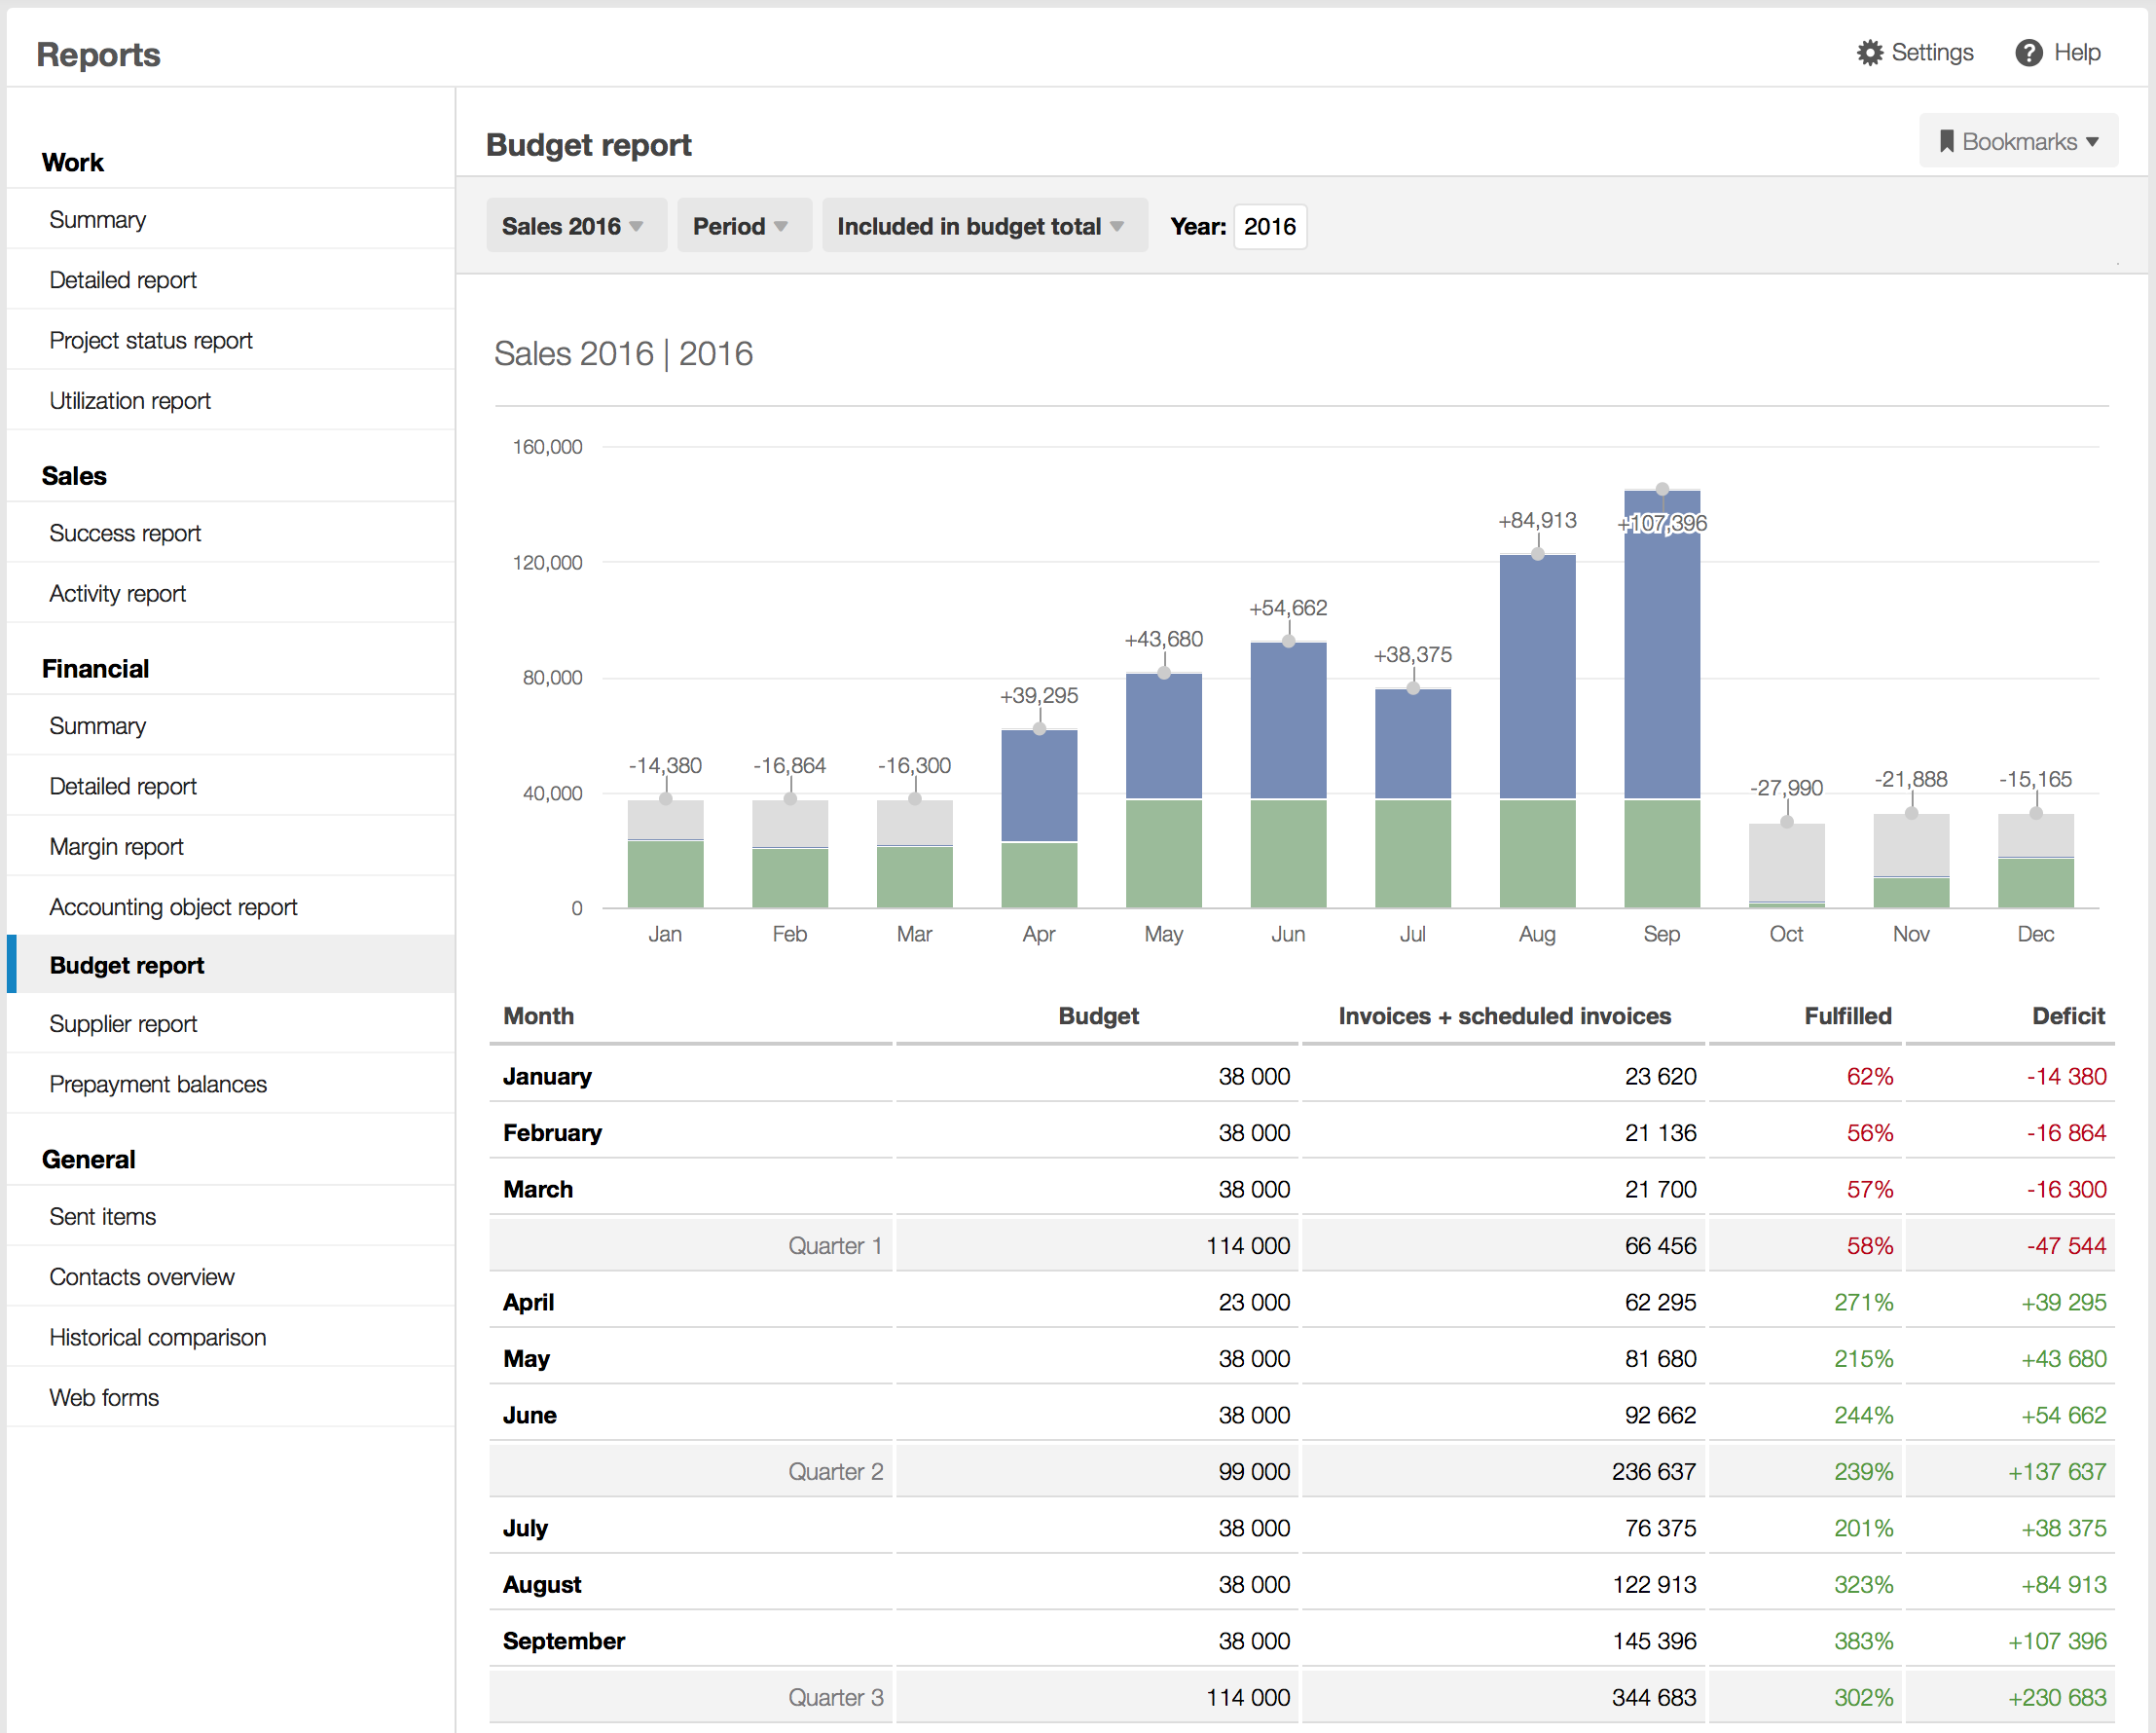 Reports
Settings
Help
Work
Summary
Detailed report
Project status report
Utilization report
Sales
Success report
Activity report
Financial
Summary
Detailed report
Margin report
Accounting object report
Budget report
Supplier report
Prepayment balances
General
Sent items
Contacts overview
Historical comparison
Web forms
Budget report
Bookmarks
Sales 2016 Period Included in budget total Year: 2016
Sales 2016 | 2016
160,000
120,000
80,000
40,000
0
-14,380
-16,864
-16,300
+39,295
+43,680
+54,662
+38,375
+84,913
+107,396
-27,990
-21,888
-15,165
Jan Feb Mar Apr May Jun Jul Aug Sep Oct Nov Dec
Month Budget Invoices + scheduled invoices Fulfilled Deficit
January 38 000 23 620 62% -14 380
February 38 000 21 136 56% -16 864
March 38 000 21 700 57% -16 300
Quarter 1 114 000 66 456 58% -47 544
April 23 000 62 295 271% +39 295
May 38 000 81 680 215% +43 680
June 38 000 92 662 244% +54 662
Quarter 2 99 000 236 637 239% +137 637
July 38 000 76 375 201% +38 375
August 38 000 122 913 323% +84 913
September 38 000 145 396 383% +107 396
Quarter 3 114 000 344 683 302% +230 683